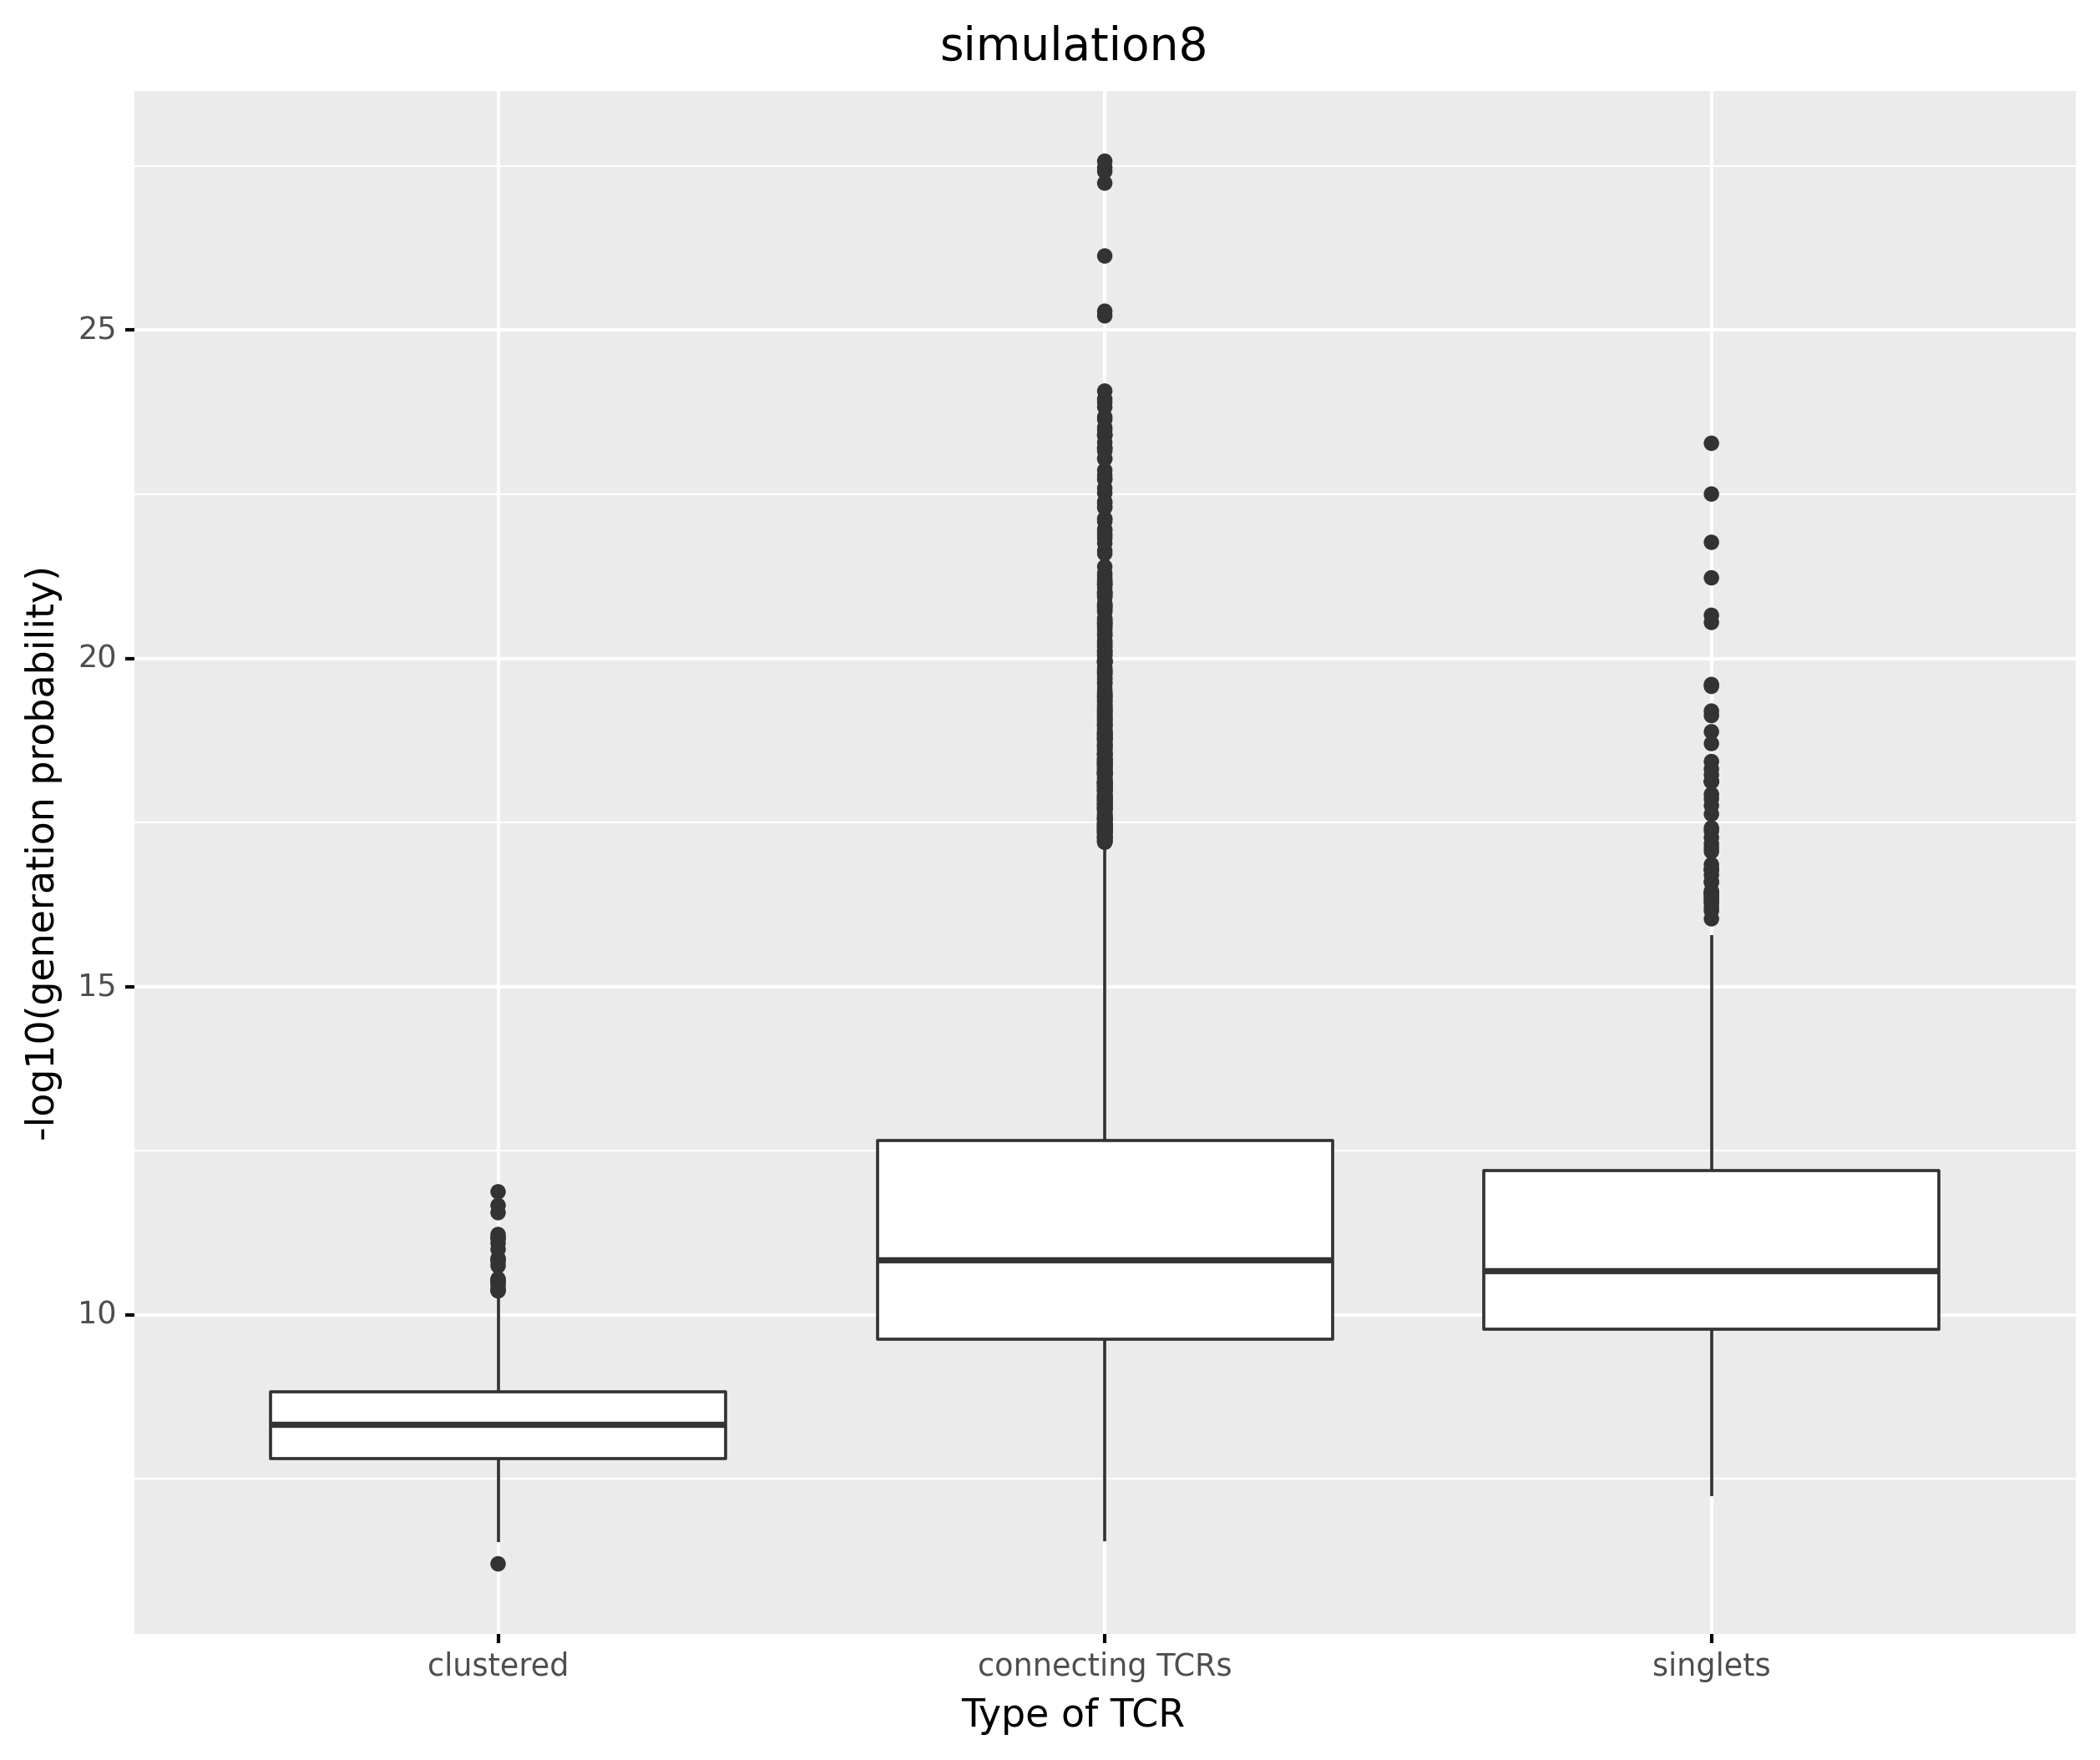 simulation8
-log10(generation probability)
25
20
15
10
clustered
connecting TCRs
singlets
Type of TCR